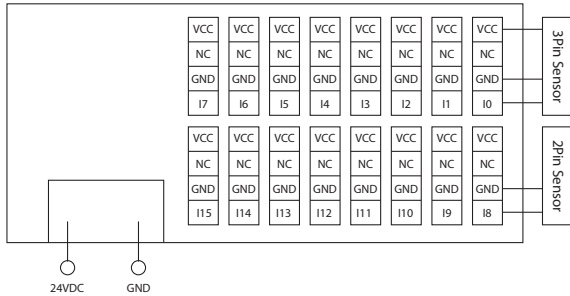 VCC VCC VCC VCC VCC VCC VCC VCC
NC NC NC NC NC NC NC NC
GND GND GND GND GND GND GND GND
I7 I6 I5 I4 I3 I2 I1 I0
3Pin Sensor
VCC VCC VCC VCC VCC VCC VCC VCC
NC NC NC NC NC NC NC NC
GND GND GND GND GND GND GND GND
I15 I14 I13 I12 I11 I10 I9 I8
2Pin Sensor
24VDC GND